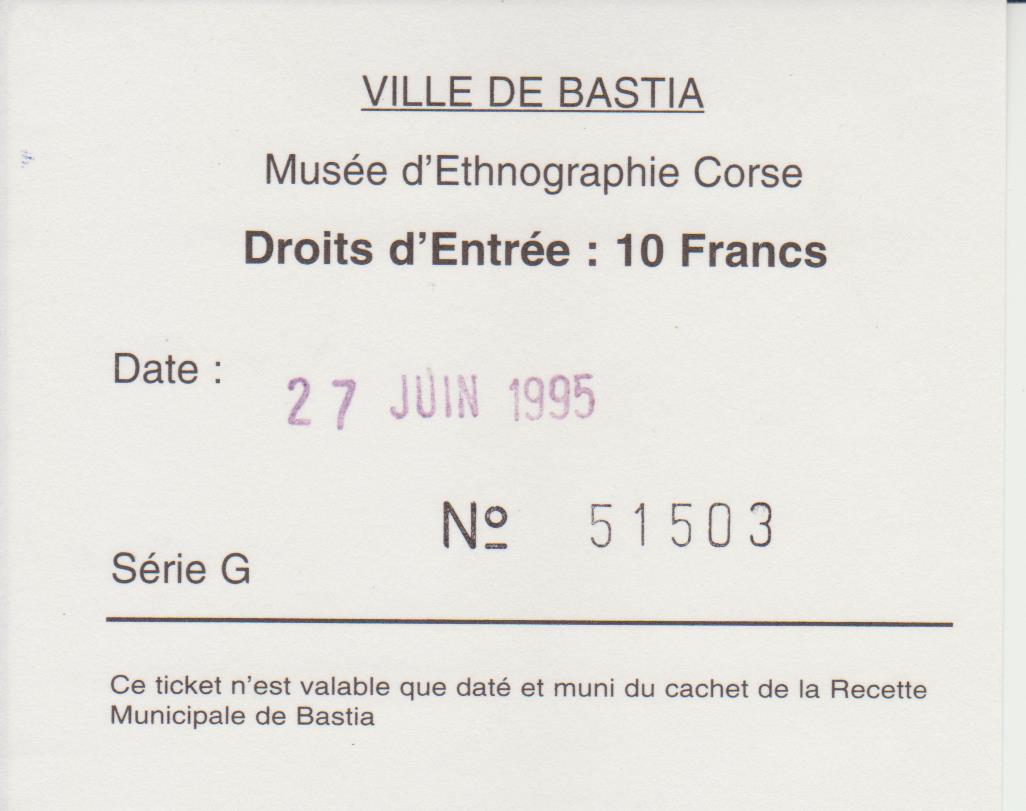 VILLE DE BASTIA
Musée d'Ethnographie Corse
Droits d'Entrée : 10 Francs
Date : 27 JUIN 1995
Nº 51503
Série G
Ce ticket n'est valable que daté et muni du cachet de la Recette
Municipale de Bastia